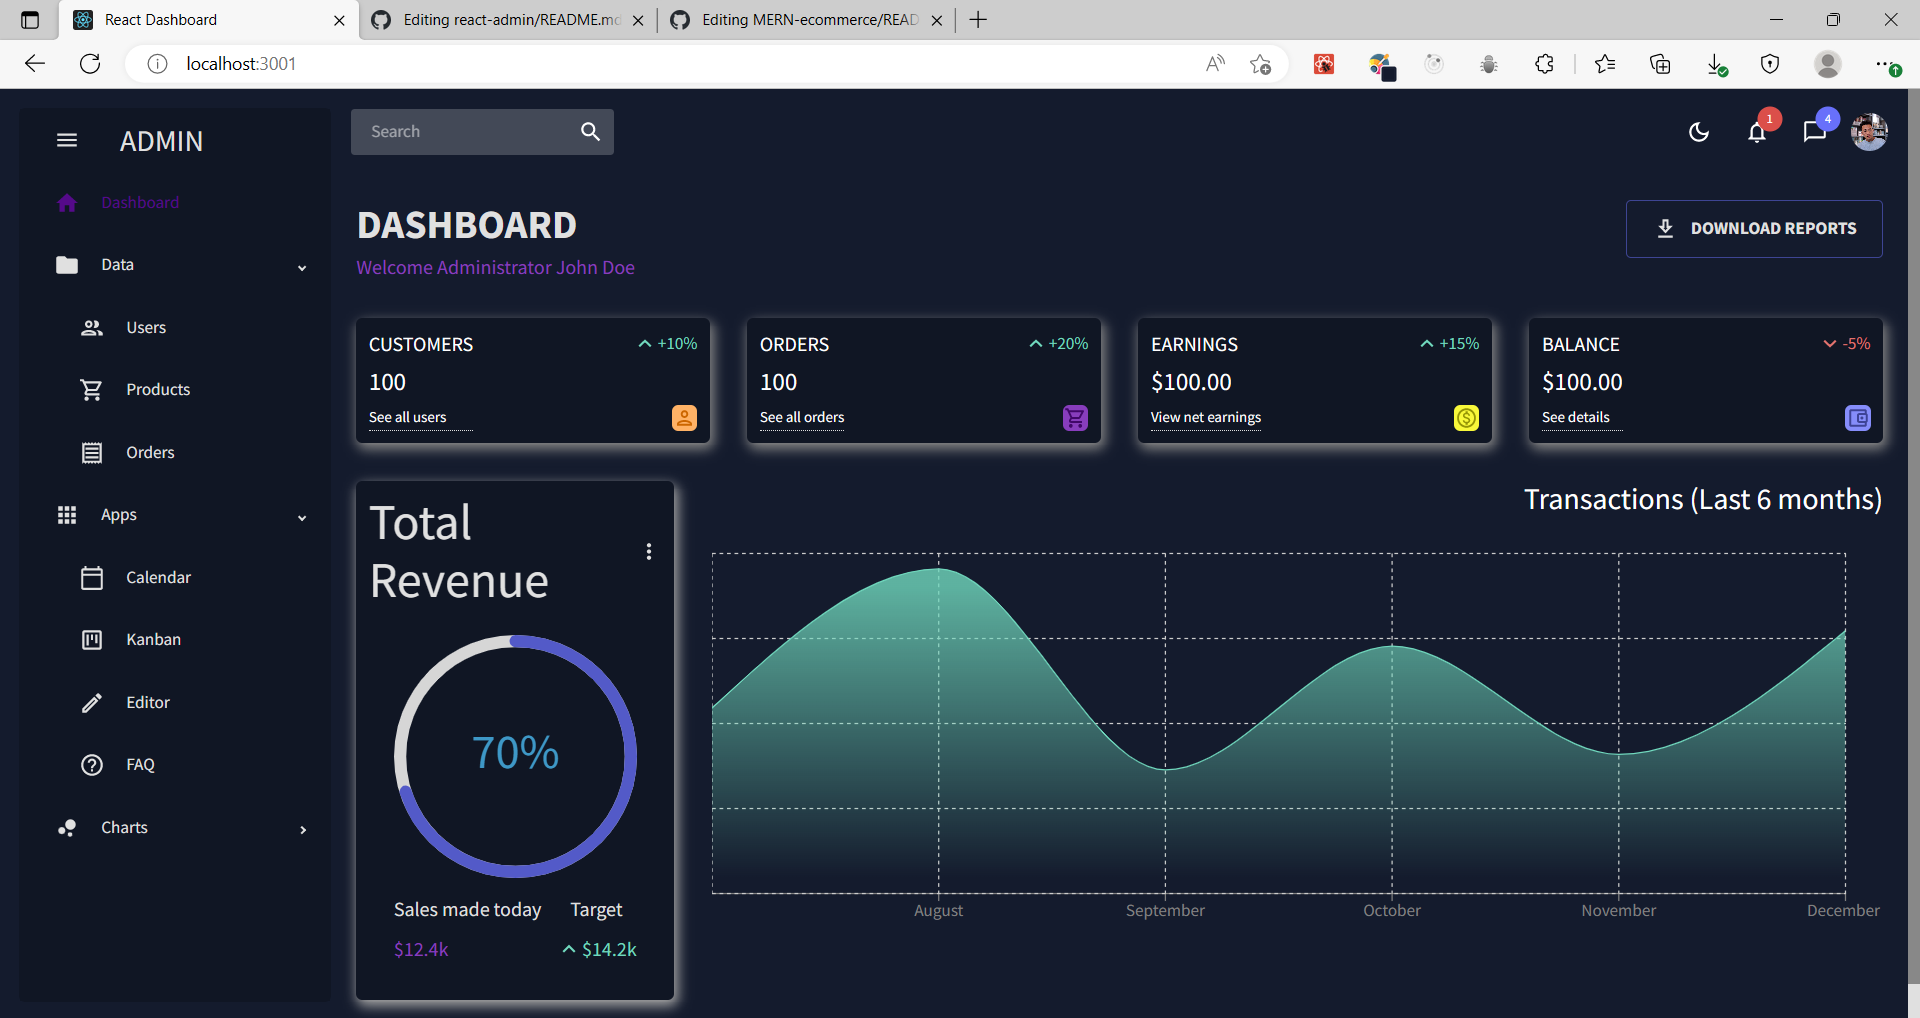 React Dashboard
Editing react-admin/README.md
Editing MERN-ecommerce/READ
localhost:3001
ADMIN
Search
1
4
Dashboard
Data
Users
Products
Orders
Apps
Calendar
Kanban
Editor
FAQ
Charts
DASHBOARD
Welcome Administrator John Doe
DOWNLOAD REPORTS
CUSTOMERS
+10%
100
See all users
ORDERS
+20%
100
See all orders
EARNINGS
+15%
$100.00
View net earnings
BALANCE
-5%
$100.00
See details
Total
Revenue
70%
Sales made today
Target
$12.4k
$14.2k
Transactions (Last 6 months)
August
September
October
November
December